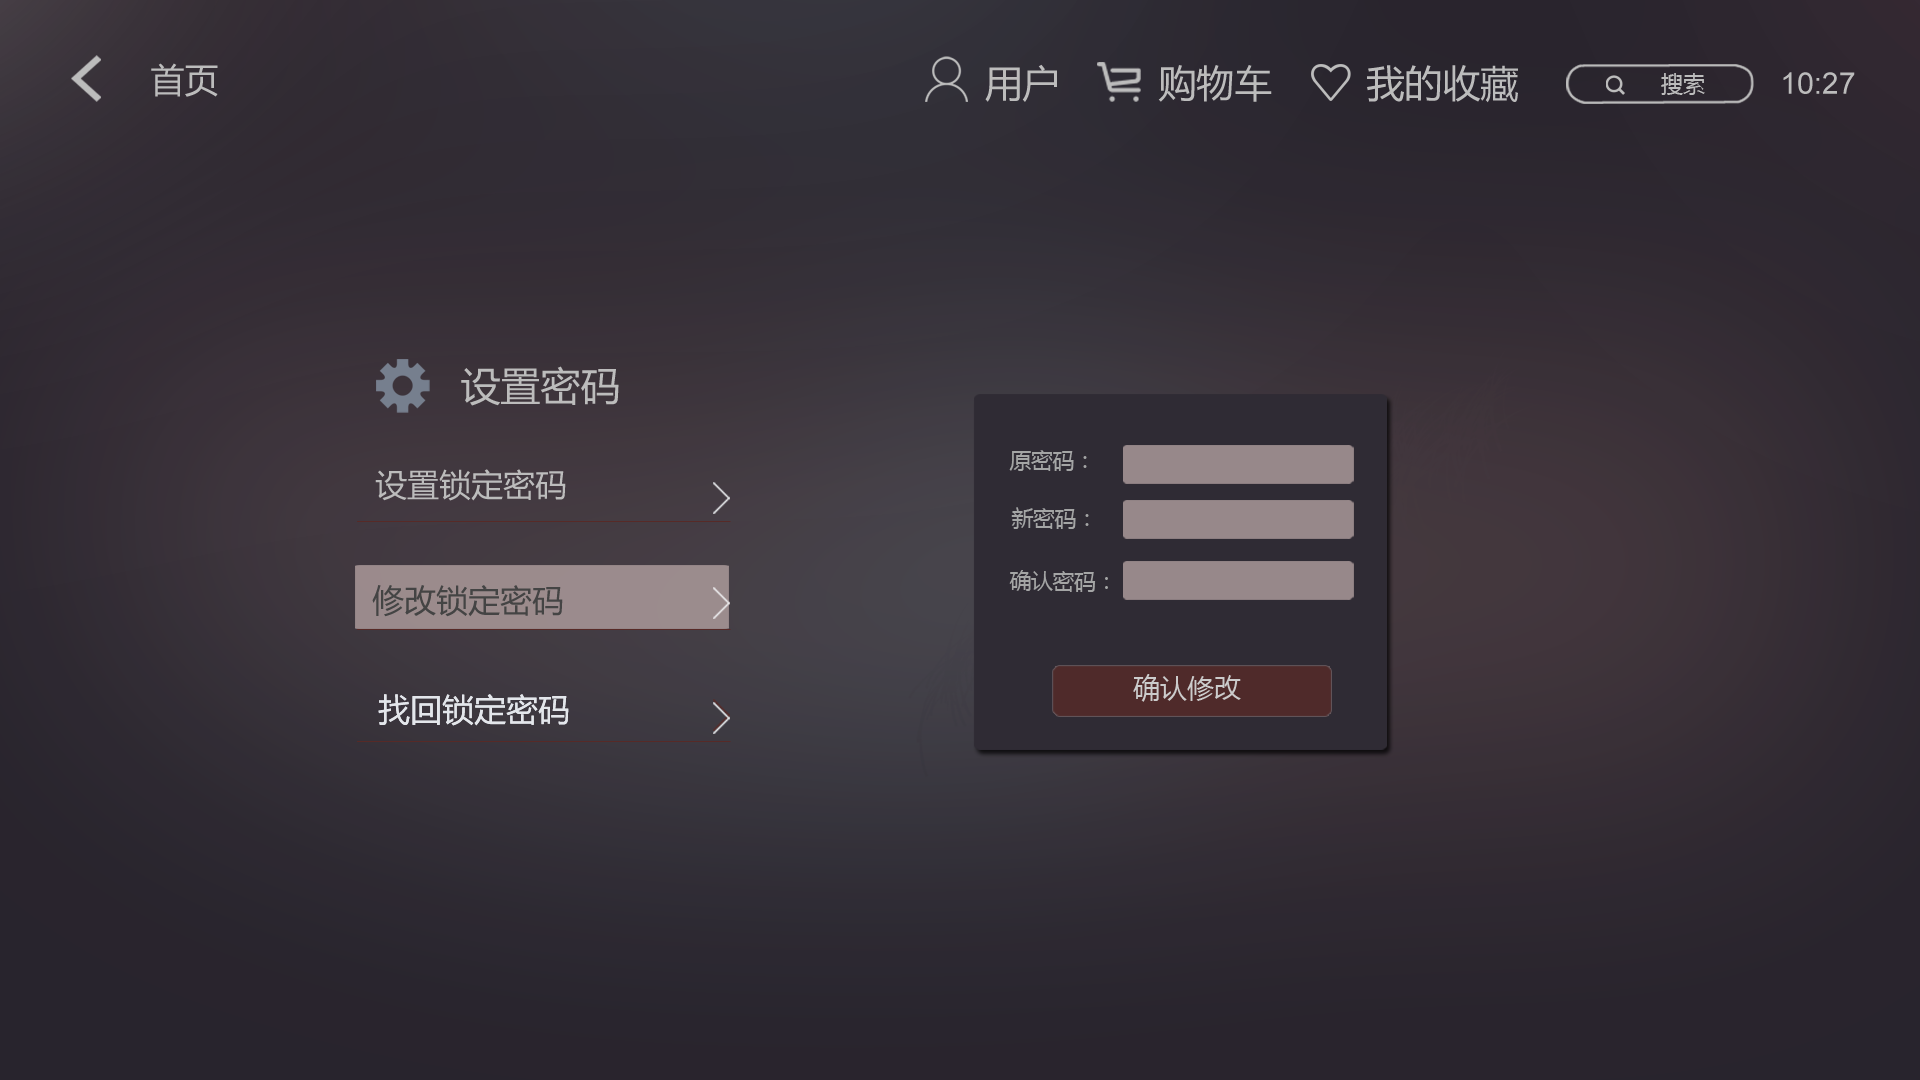 首页
用户
购物车
我的收藏
搜索
10:27
设置密码
设置锁定密码
修改锁定密码
找回锁定密码
原密码：
新密码：
确认密码：
确认修改